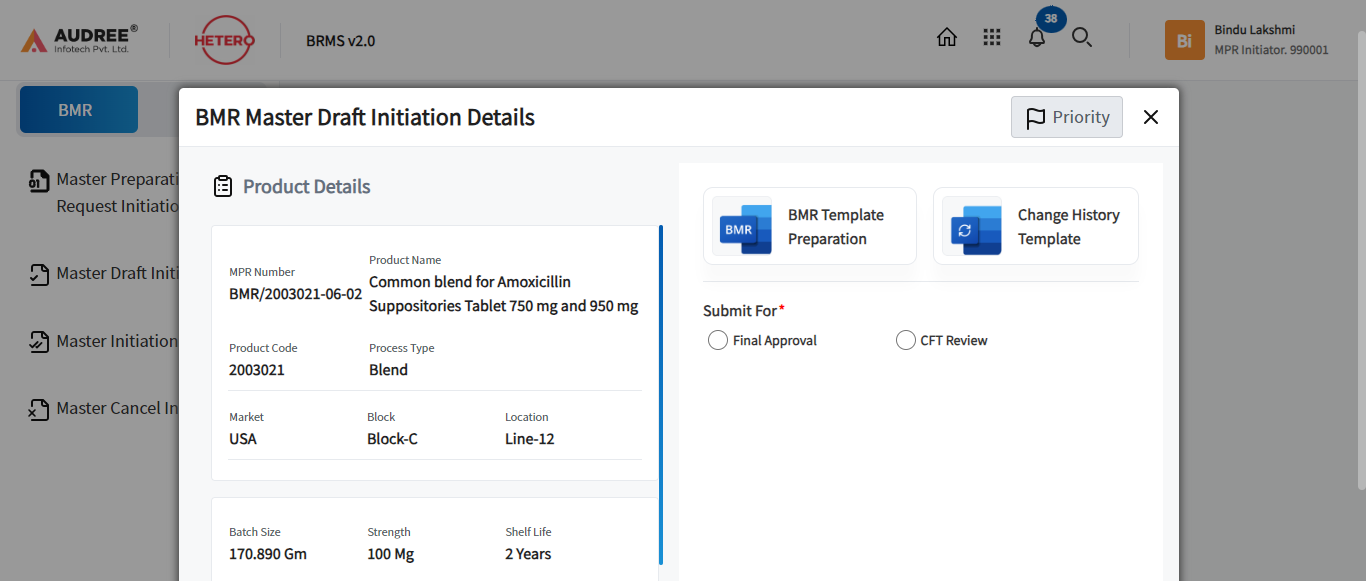 AUDREE®
Infotech Pvt. Ltd.
HETERO
BRMS v2.0
38
Bi
Bindu Lakshmi
MPR Initiator. 990001
BMR
Master Preparati
Request Initiatio
Master Draft Initi
Master Initiation
Master Cancel In
BMR Master Draft Initiation Details
Priority
Product Details
MPR Number
BMR/2003021-06-02
Product Name
Common blend for Amoxicillin
Suppositories Tablet 750 mg and 950 mg
Product Code
2003021
Process Type
Blend
Market
USA
Block
Block-C
Location
Line-12
Batch Size
170.890 Gm
Strength
100 Mg
Shelf Life
2 Years
BMR
BMR Template
Preparation
Change History
Template
Submit For*
Final Approval
CFT Review